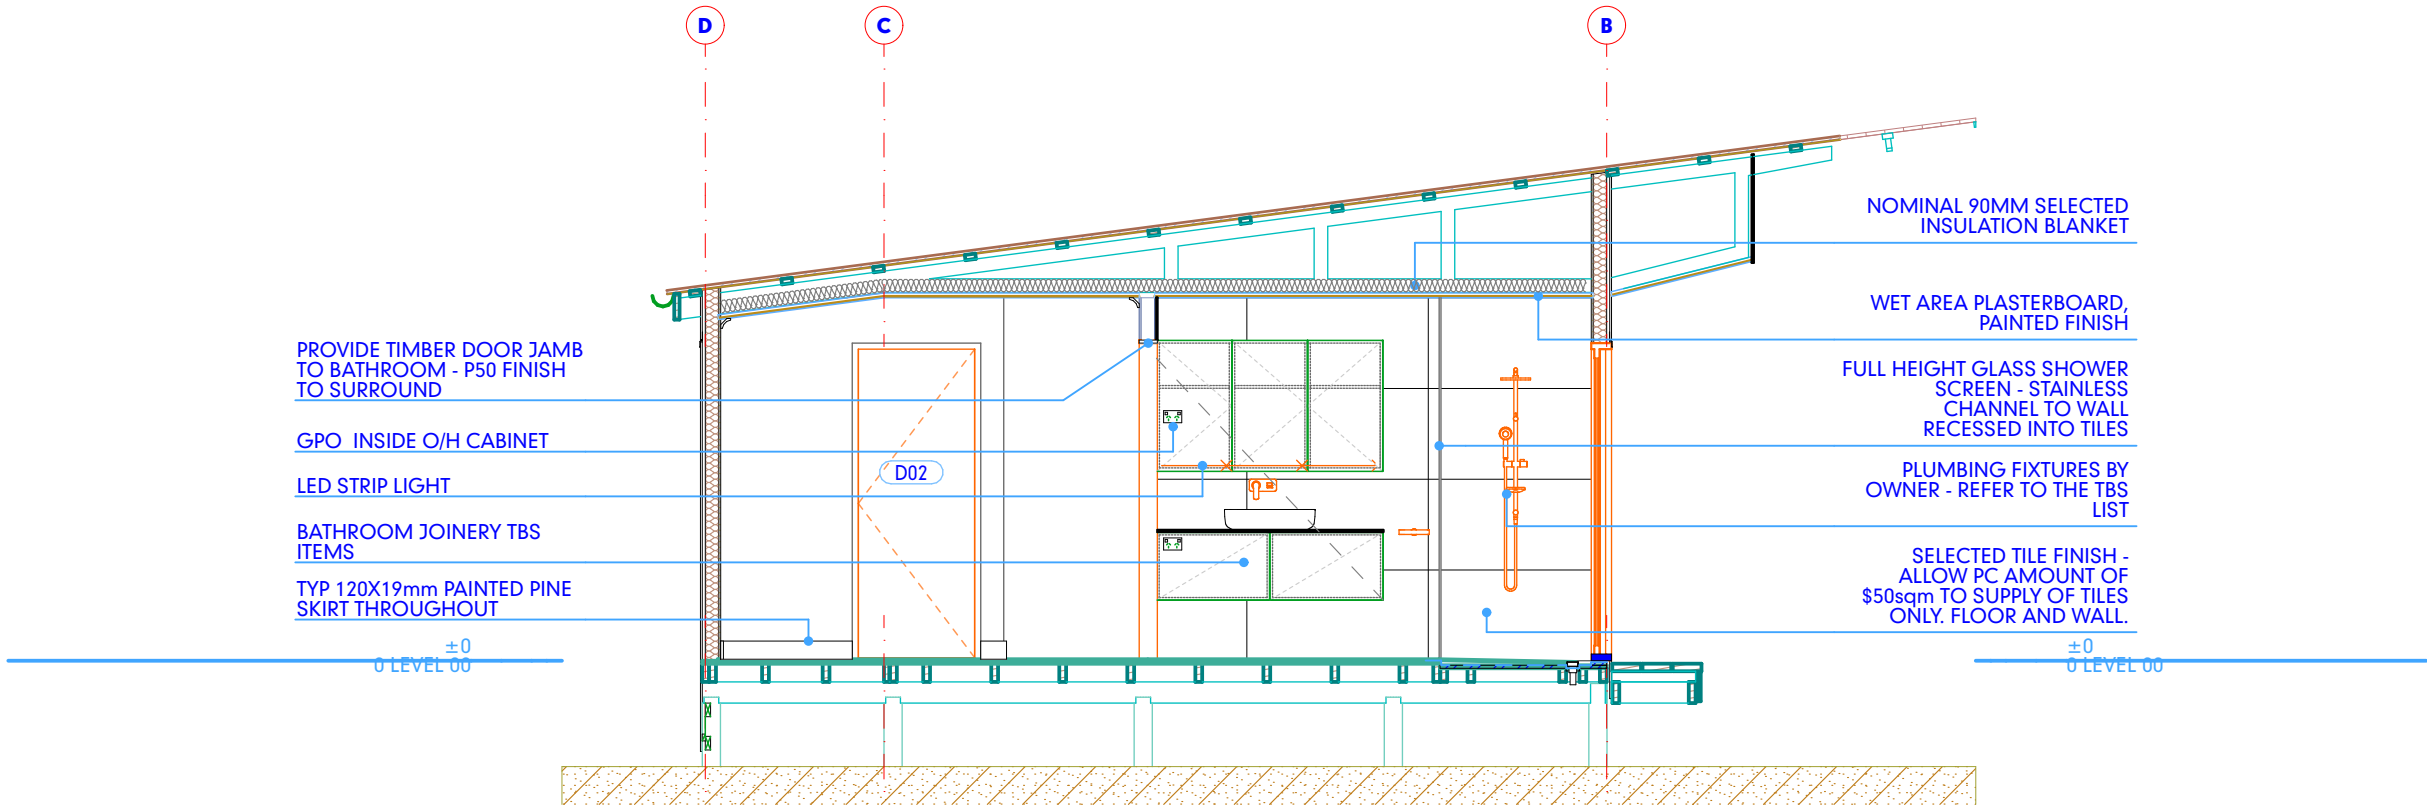 D
C
B
PROVIDE TIMBER DOOR JAMB
TO BATHROOM - P50 FINISH
TO SURROUND
GPO  INSIDE O/H CABINET
LED STRIP LIGHT
BATHROOM JOINERY TBS
ITEMS
TYP 120X19mm PAINTED PINE
SKIRT THROUGHOUT
±0
0 LEVEL 00
D02
NOMINAL 90MM SELECTED
INSULATION BLANKET
WET AREA PLASTERBOARD,
PAINTED FINISH
FULL HEIGHT GLASS SHOWER
SCREEN - STAINLESS
CHANNEL TO WALL
RECESSED INTO TILES
PLUMBING FIXTURES BY
OWNER - REFER TO THE TBS
LIST
SELECTED TILE FINISH -
ALLOW PC AMOUNT OF
$50sqm TO SUPPLY OF TILES
ONLY. FLOOR AND WALL.
±0
0 LEVEL 00